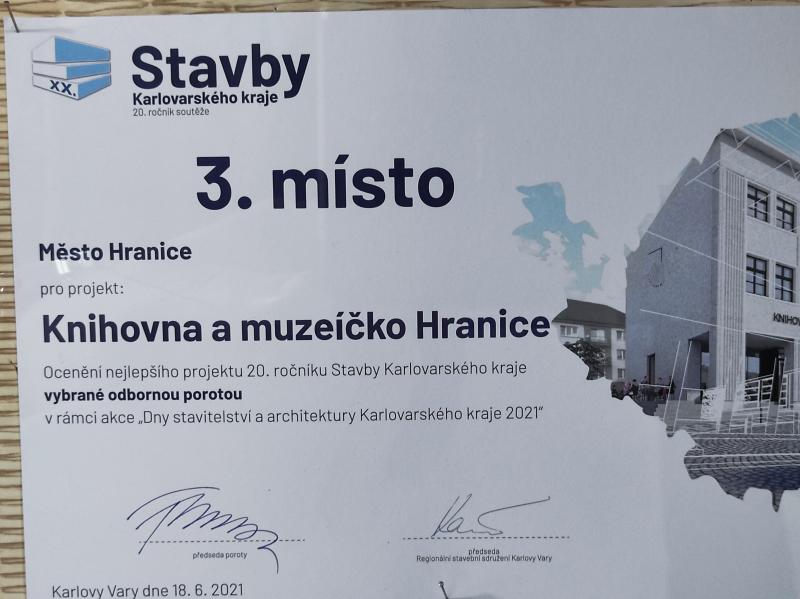 XX.
Stavby
Karlovarského kraje
20. ročník soutěže
3. místo
Město Hranice
pro projekt:
Knihovna a muzeíčko Hranice
Ocenění nejlepšího projektu 20. ročníku Stavby Karlovarského kraje
vybrané odbornou porotou
v rámci akce „Dny stavitelství a architektury Karlovarského kraje 2021“
KNIHOV
předseda poroty
předseda
Regionální stavební sdružení Karlovy Vary
Karlovy Vary dne 18. 6. 2021